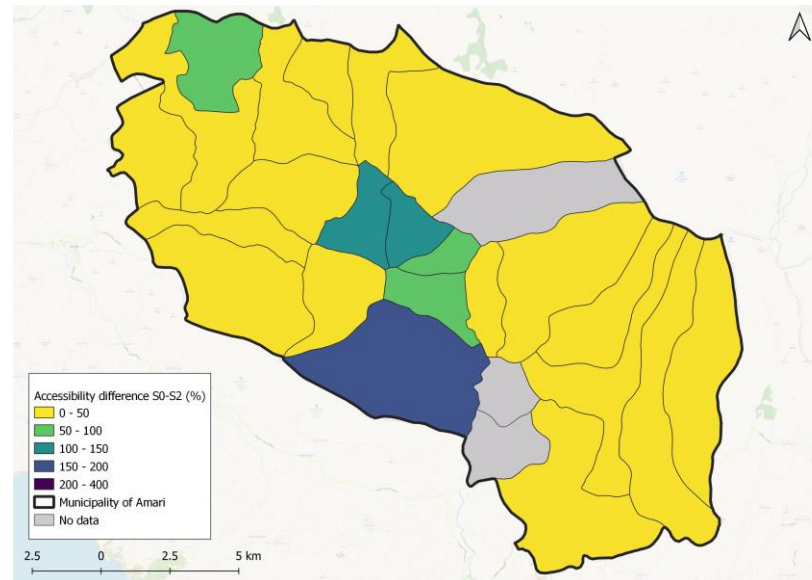 Accessibility difference S0-S2 (%)
0 - 50
50 - 100
100 - 150
150 - 200
200 - 400
Municipality of Amari
No data
2.5 0 2.5 5 km